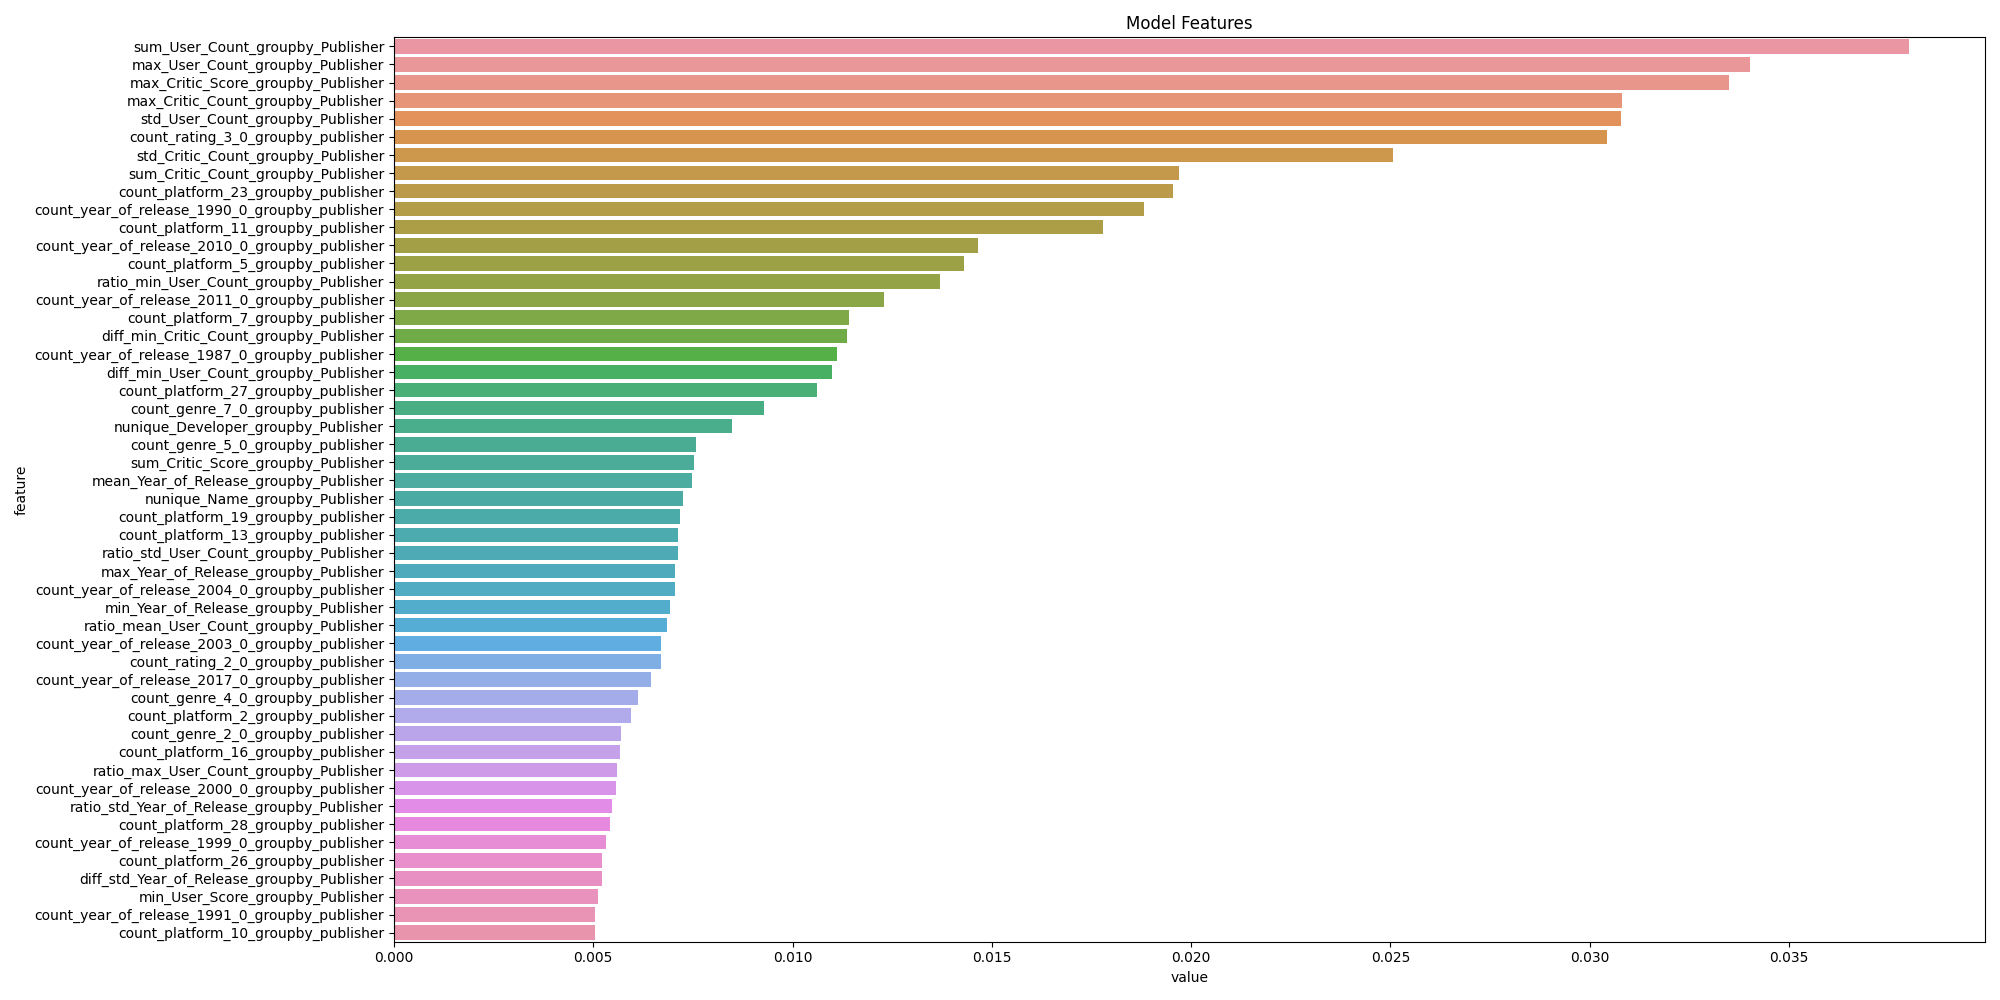 Model Features
sum_User_Count_groupby_Publisher
max_User_Count_groupby_Publisher
max_Critic_Score_groupby_Publisher
max_Critic_Count_groupby_Publisher
std_User_Count_groupby_Publisher
count_rating_3_0_groupby_publisher
std_Critic_Count_groupby_Publisher
sum_Critic_Count_groupby_Publisher
count_platform_23_groupby_publisher
count_year_of_release_1990_0_groupby_publisher
count_platform_11_groupby_publisher
count_year_of_release_2010_0_groupby_publisher
count_platform_5_groupby_publisher
ratio_min_User_Count_groupby_Publisher
count_year_of_release_2011_0_groupby_publisher
count_platform_7_groupby_publisher
diff_min_Critic_Count_groupby_Publisher
count_year_of_release_1987_0_groupby_publisher
diff_min_User_Count_groupby_Publisher
count_platform_27_groupby_publisher
count_genre_7_0_groupby_publisher
nunique_Developer_groupby_Publisher
count_genre_5_0_groupby_publisher
sum_Critic_Score_groupby_Publisher
mean_Year_of_Release_groupby_Publisher
nunique_Name_groupby_Publisher
count_platform_19_groupby_publisher
count_platform_13_groupby_publisher
ratio_std_User_Count_groupby_Publisher
max_Year_of_Release_groupby_Publisher
count_year_of_release_2004_0_groupby_publisher
min_Year_of_Release_groupby_Publisher
ratio_mean_User_Count_groupby_Publisher
count_year_of_release_2003_0_groupby_publisher
count_rating_2_0_groupby_publisher
count_year_of_release_2017_0_groupby_publisher
count_genre_4_0_groupby_publisher
count_platform_2_groupby_publisher
count_genre_2_0_groupby_publisher
count_platform_16_groupby_publisher
ratio_max_User_Count_groupby_Publisher
count_year_of_release_2000_0_groupby_publisher
ratio_std_Year_of_Release_groupby_Publisher
count_platform_28_groupby_publisher
count_year_of_release_1999_0_groupby_publisher
count_platform_26_groupby_publisher
diff_std_Year_of_Release_groupby_Publisher
min_User_Score_groupby_Publisher
count_year_of_release_1991_0_groupby_publisher
count_platform_10_groupby_publisher
feature
0.000 0.005 0.010 0.015 0.020 0.025 0.030 0.035
value